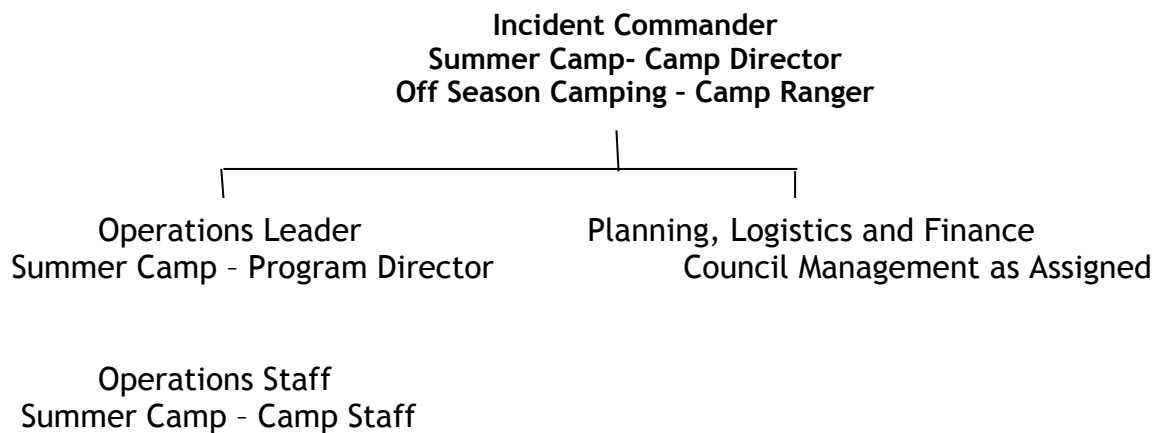 Incident Commander
Summer Camp- Camp Director
Off Season Camping – Camp Ranger
Operations Leader
Summer Camp – Program Director
Planning, Logistics and Finance
Council Management as Assigned
Operations Staff
Summer Camp – Camp Staff